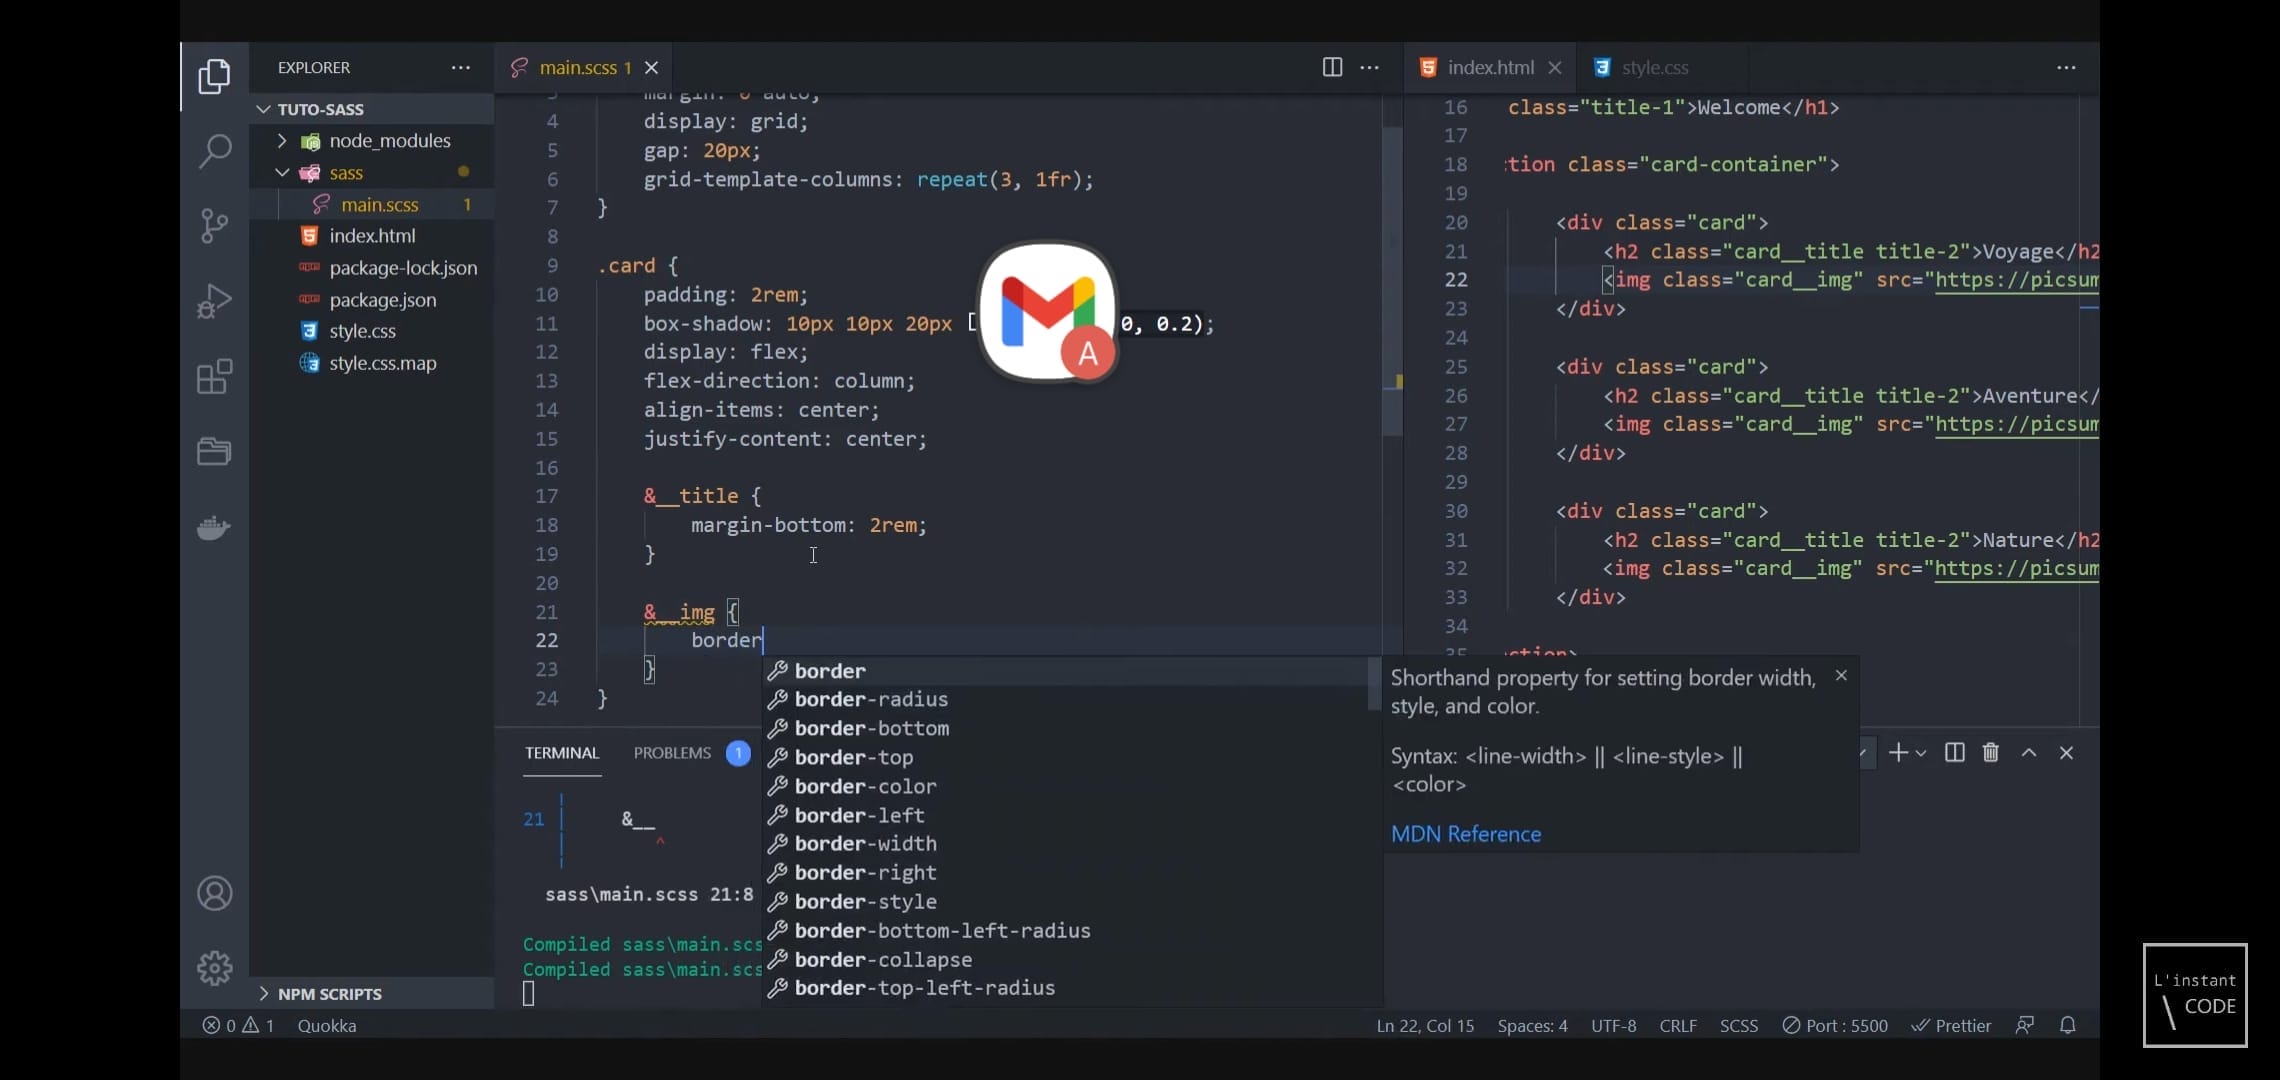 EXPLORER
TUTO-SASS
node_modules
sass
main.scss 1
index.html
package-lock.json
package.json
style.css
style.css.map
NPM SCRIPTS
main.scss 1
margin: 0 auto;
4 display: grid;
5 gap: 20px;
6 grid-template-columns: repeat(3, 1fr);
7 }
8
9 .card {
10 padding: 2rem;
11 box-shadow: 10px 10px 20px 0, 0.2);
12 display: flex;
13 flex-direction: column;
14 align-items: center;
15 justify-content: center;
16
17 &__title {
18 margin-bottom: 2rem;
19 }
20
21 &__img {
22 border
23 }
24 }
A
border
border-radius
border-bottom
border-top
border-color
border-left
border-width
border-right
border-style
border-bottom-left-radius
border-collapse
border-top-left-radius
Shorthand property for setting border width,
style, and color.
Syntax: <line-width> || <line-style> ||
<color>
MDN Reference
index.html
style.css
16 class="title-1">Welcome</h1>
17
18 tion class="card-container">
19
20 <div class="card">
21 <h2 class="card__title title-2">Voyage</h2
22 <img class="card__img" src="https://picsum
23 </div>
24
25 <div class="card">
26 <h2 class="card__title title-2">Aventure</
27 <img class="card__img" src="https://picsum
28 </div>
29
30 <div class="card">
31 <h2 class="card__title title-2">Nature</h2
32 <img class="card__img" src="https://picsum
33 </div>
34
TERMINAL PROBLEMS 1
21 &__
^
sass\main.scss 21:8
Compiled sass\main.scs
Compiled sass\main.scs
0 1 Quokka
Ln 22, Col 15 Spaces: 4 UTF-8 CRLF SCSS Port : 5500 Prettier
L'instant
\ CODE